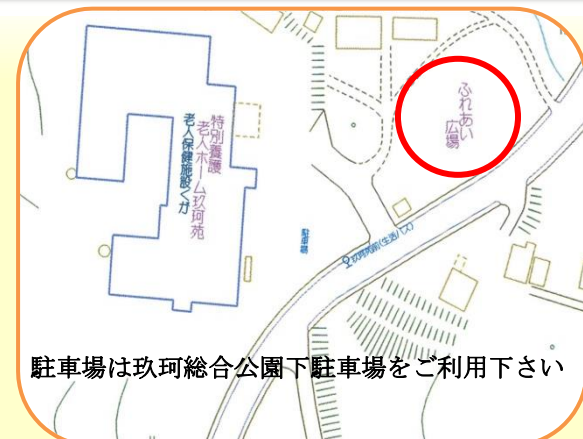 ふれあい
広場
特別養護
老人ホーム玖珂苑
老人保健施設くが
駐車場
玖珂苑前(生活バス)
駐車場は玖珂総合公園下駐車場をご利用下さい